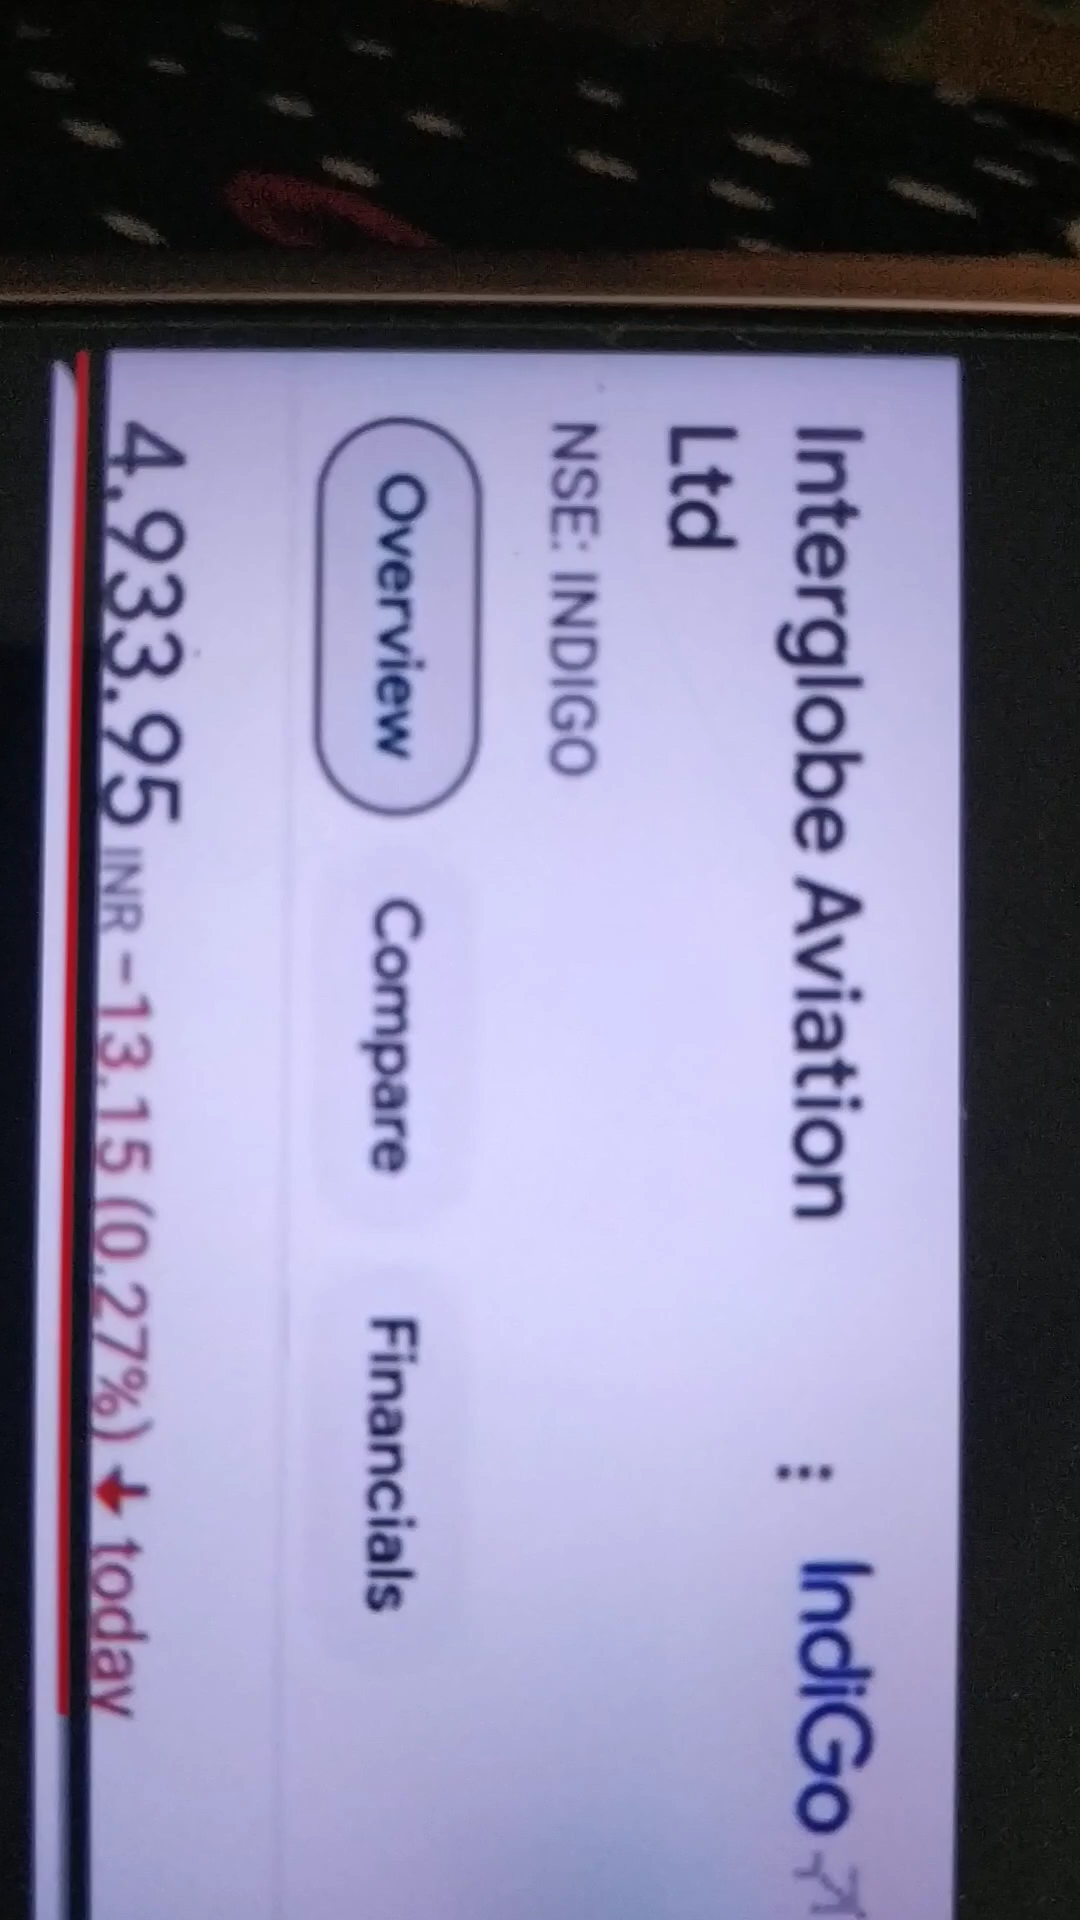 Interglobe Aviation
Ltd
⋮ IndiGo
NSE: INDIGO
Overview Compare Financials
4,933.95 INR −13.15 (0.27%) ↓ today